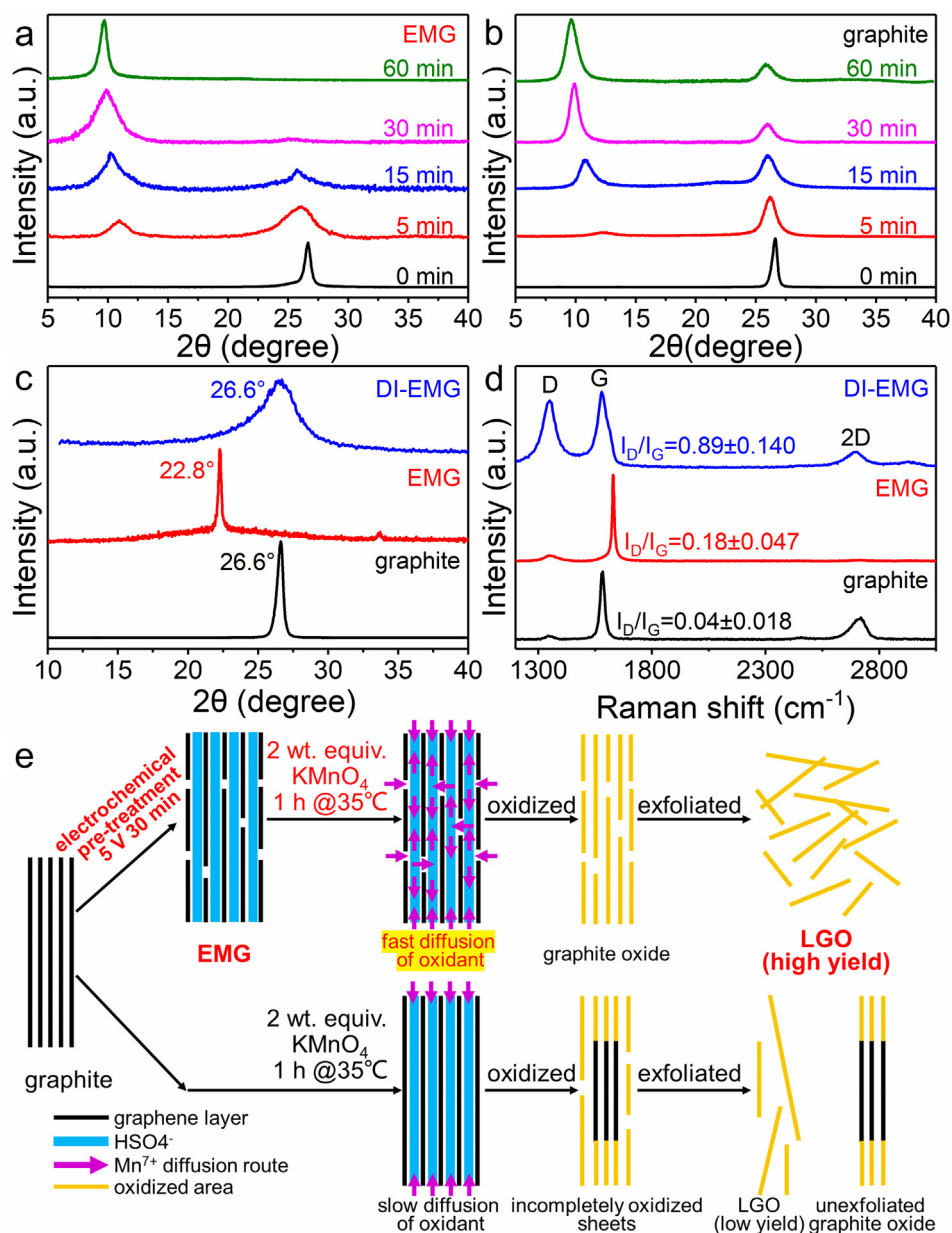 a
EMG
60 min
30 min
15 min
5 min
0 min
Intensity (a.u.)
5 10 15 20 25 30 35 40
2θ (degree)
b
graphite
60 min
30 min
15 min
5 min
0 min
Intensity (a.u.)
5 10 15 20 25 30 35 40
2θ(degree)
c
26.6°
DI-EMG
22.8°
EMG
26.6°
graphite
Intensity (a.u.)
10 15 20 25 30 35 40
2θ (degree)
d
D
G
DI-EMG
I_D/I_G=0.89±0.140
2D
EMG
I_D/I_G=0.18±0.047
graphite
I_D/I_G=0.04±0.018
Intensity (a.u.)
1300 1800 2300 2800
Raman shift (cm⁻¹)
e
electrochemical
pre-treatment
5 V 30 min
EMG
2 wt. equiv.
KMnO₄
1 h @35℃
fast diffusion
of oxidant
oxidized
graphite oxide
exfoliated
LGO
(high yield)
graphite
2 wt. equiv.
KMnO₄
1 h @35℃
slow diffusion
of oxidant
oxidized
incompletely oxidized
sheets
exfoliated
LGO
(low yield)
unexfoliated
graphite oxide
graphene layer
HSO4⁻
Mn⁷⁺ diffusion route
oxidized area